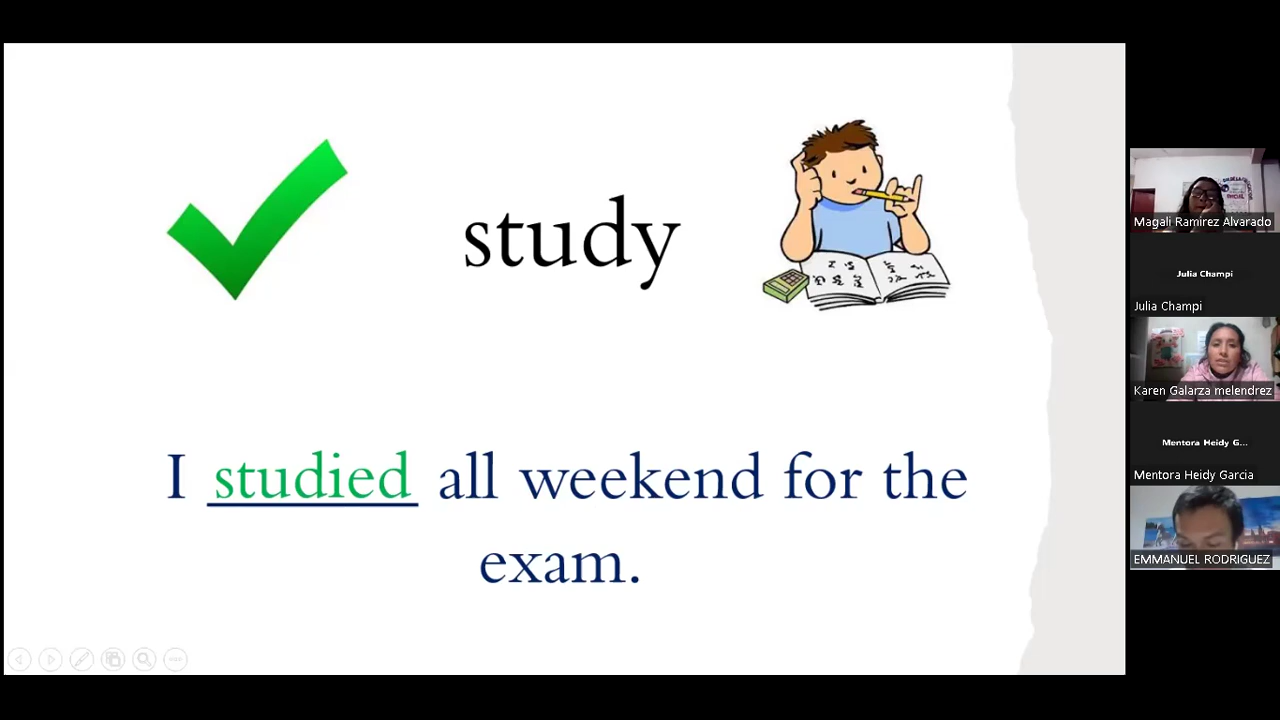 study
I studied all weekend for the
exam.
Magali Ramirez Alvarado
Julia Champi
Julia Champi
Karen Galarza melendrez
Mentora Heidy G...
Mentora Heidy Garcia
EMMANUEL RODRIGUEZ